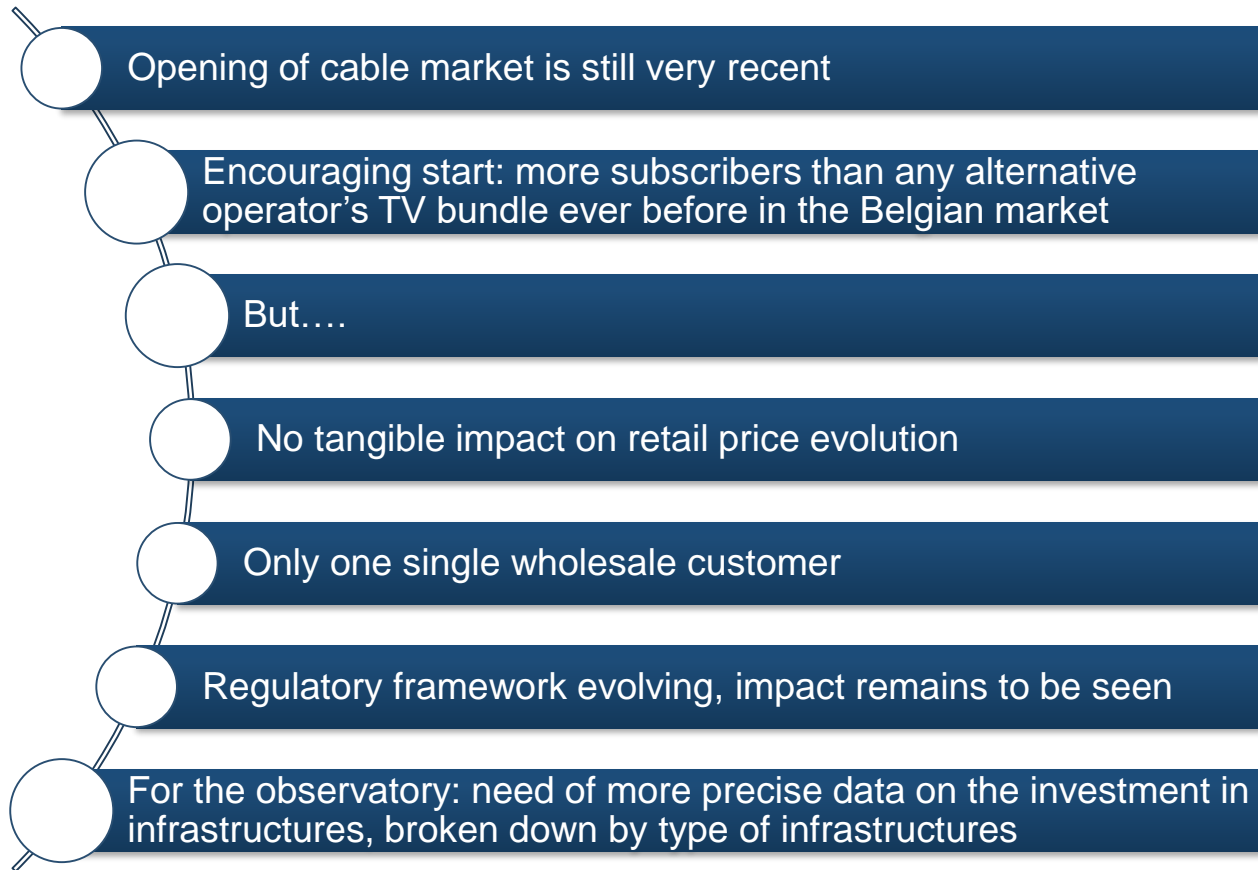 Opening of cable market is still very recent
Encouraging start: more subscribers than any alternative
operator’s TV bundle ever before in the Belgian market
But….
No tangible impact on retail price evolution
Only one single wholesale customer
Regulatory framework evolving, impact remains to be seen
For the observatory: need of more precise data on the investment in
infrastructures, broken down by type of infrastructures